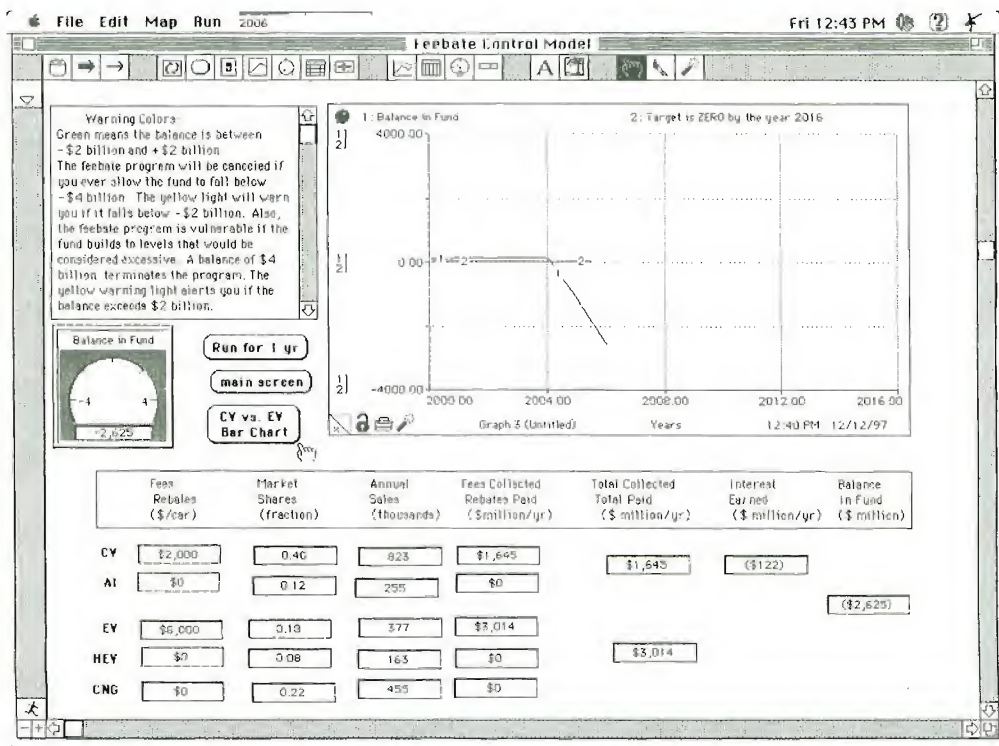 File Edit Map Run 2006 Fri 12:43 PM
Feebate Control Model
A
Warning Colors
Green means the balance is between
-$2 billion and +$2 billion
The feebate program will be canceled if
you ever allow the fund to fall below
-$4 billion. The yellow light will warn
you if it falls below -$2 billion. Also,
the feebate program is vulnerable if the
fund builds to levels that would be
considered excessive. A balance of $4
billion terminates the program. The
yellow warning light alerts you if the
balance exceeds $2 billion.
1: Balance in Fund 2: Target is ZERO by the year 2016
1
2
4000.00
1
2
0.00
1 2 2
1
1
2
-4000.00
2000.00 2004.00 2008.00 2012.00 2016.00
Graph 3 (Untitled) Years 12:40 PM 12/12/97
Balance in Fund
-4 4
-2,625
Run for 1 yr
main screen
CV vs. EV
Bar Chart
Fees
Rebates
($/car)
Market
Shares
(fraction)
Annual
Sales
(thousands)
Fees Collected
Rebates Paid
($million/yr)
Total Collected
Total Paid
($ million/yr)
Interest
Earned
($ million/yr)
Balance
in Fund
($ million)
CV $2,000 0.40 823 $1,645 $1,645 ($122)
AI $0 0.12 255 $0
($2,625)
EV $6,000 377 $3,014
$3,014
HEV $0 0.08 163 $0
CNG $0 0.22 455 $0